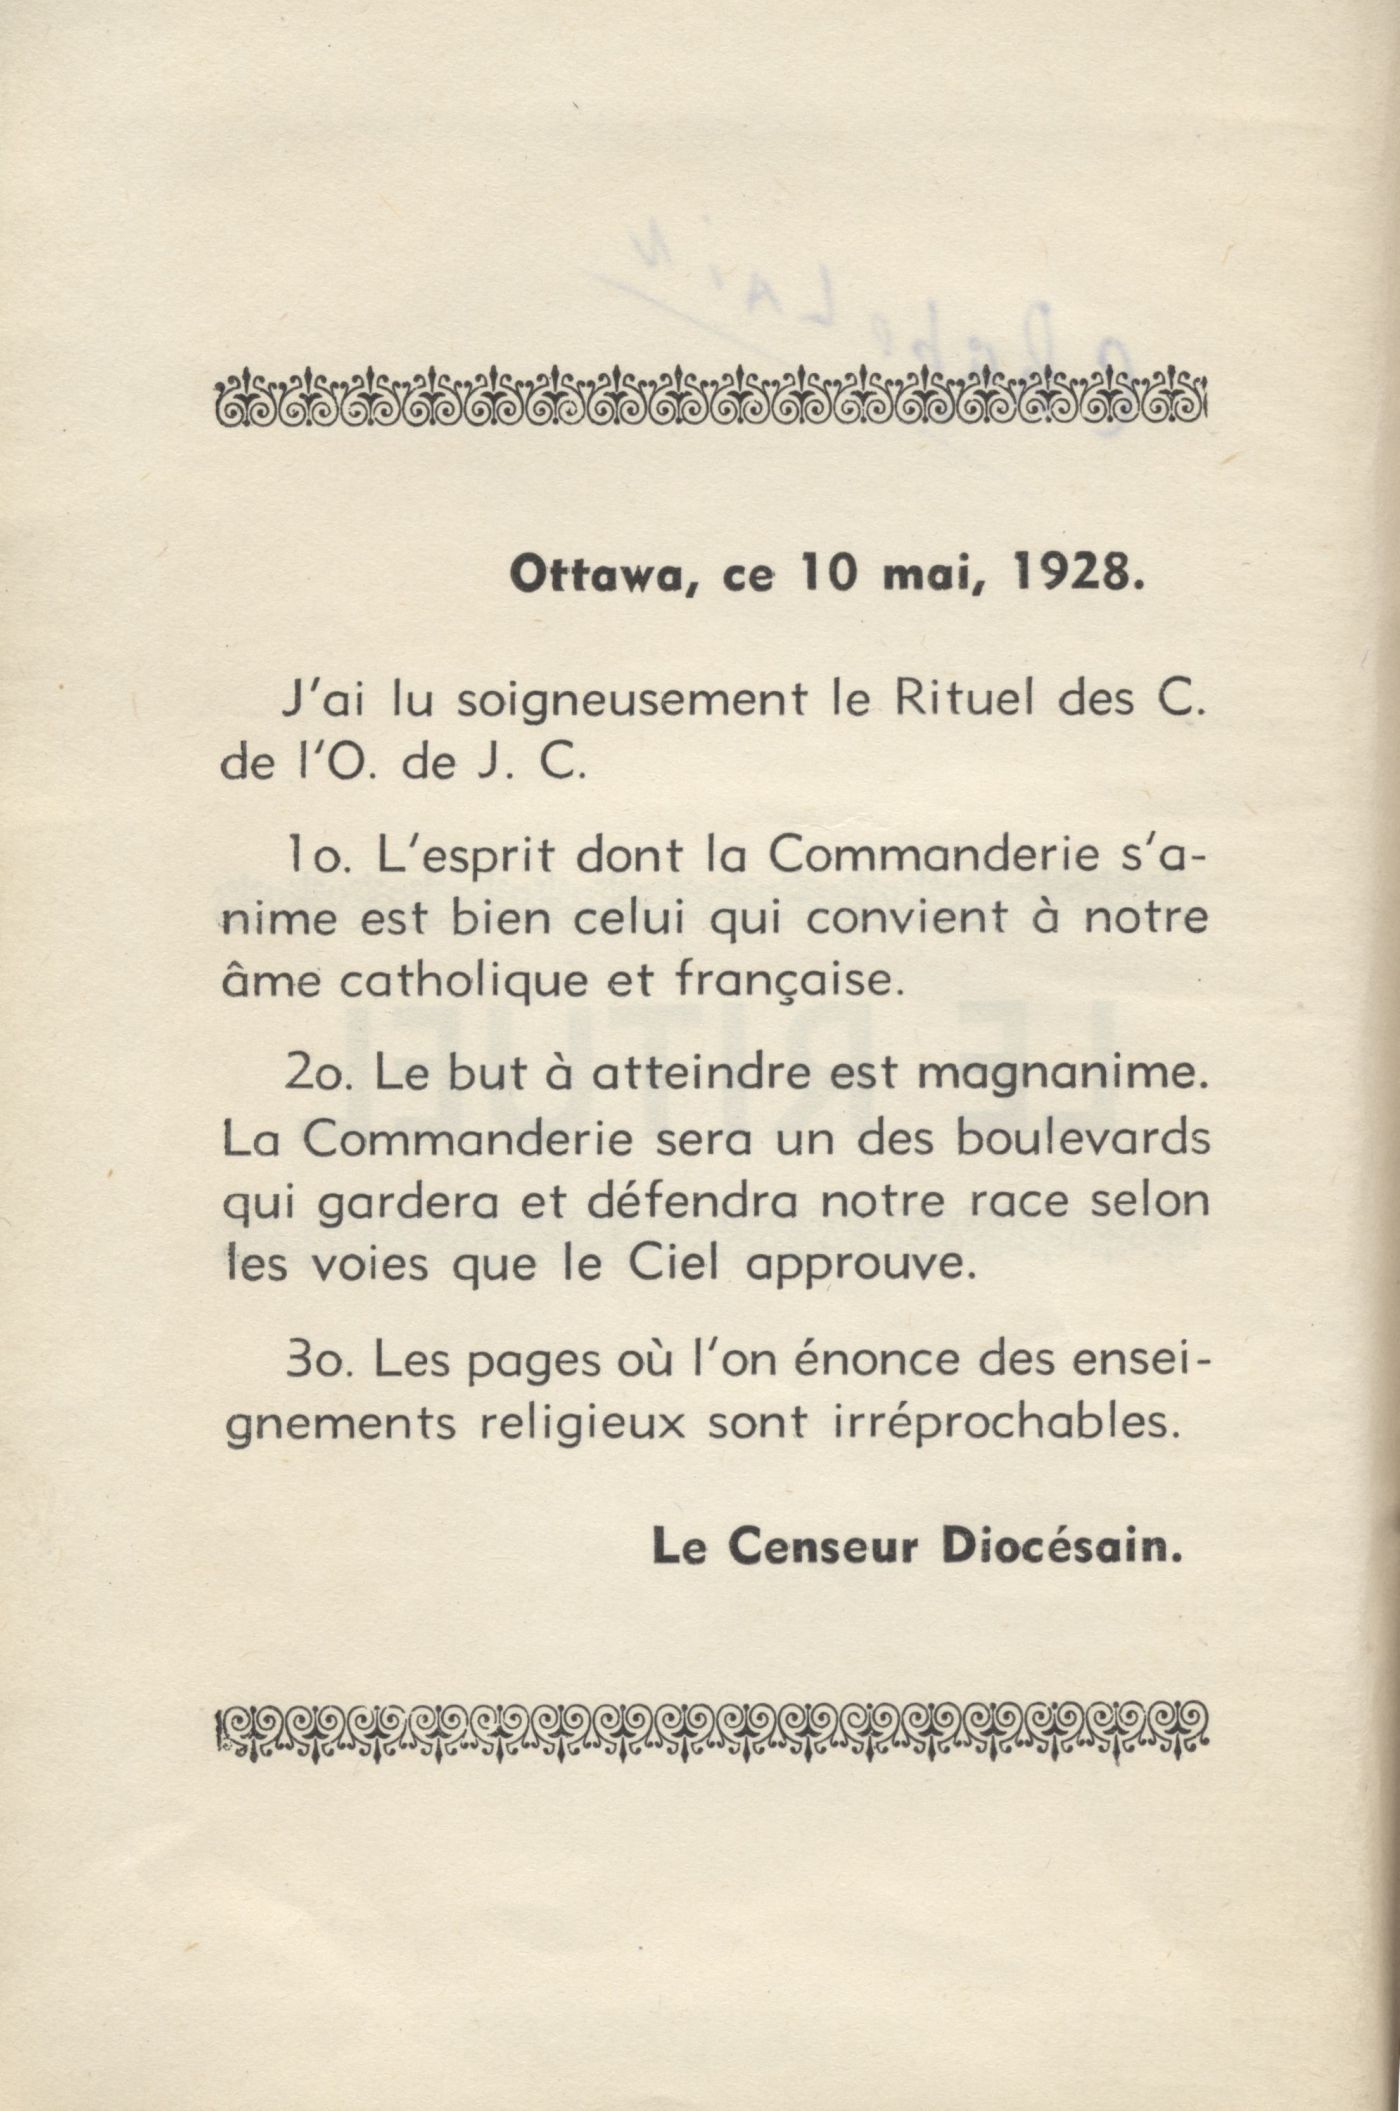 Ottawa, ce 10 mai, 1928.
J'ai lu soigneusement le Rituel des C.
de l'O. de J. C.
1o. L'esprit dont la Commanderie s'a-
nime est bien celui qui convient à notre
âme catholique et française.
2o. Le but à atteindre est magnanime.
La Commanderie sera un des boulevards
qui gardera et défendra notre race selon
les voies que le Ciel approuve.
3o. Les pages où l'on énonce des ensei-
gnements religieux sont irréprochables.
Le Censeur Diocésain.